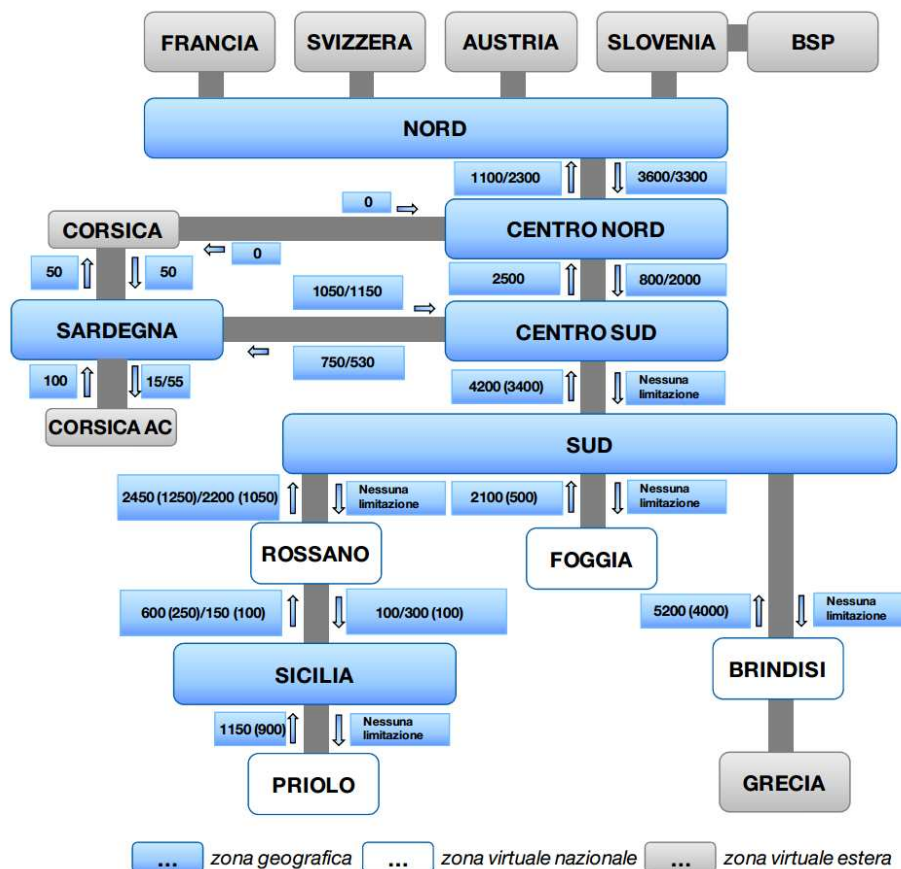 FRANCIA
SVIZZERA
AUSTRIA
SLOVENIA
BSP
NORD
1100/2300
3600/3300
0
CORSICA
CENTRO NORD
0
50
50
2500
800/2000
1050/1150
SARDEGNA
CENTRO SUD
750/530
100
15/55
4200 (3400)
Nessuna
limitazione
CORSICA AC
SUD
2450 (1250)/2200 (1050)
Nessuna
limitazione
2100 (500)
Nessuna
limitazione
ROSSANO
FOGGIA
600 (250)/150 (100)
100/300 (100)
5200 (4000)
Nessuna
limitazione
SICILIA
BRINDISI
1150 (900)
Nessuna
limitazione
PRIOLO
GRECIA
... zona geografica ... zona virtuale nazionale ... zona virtuale estera